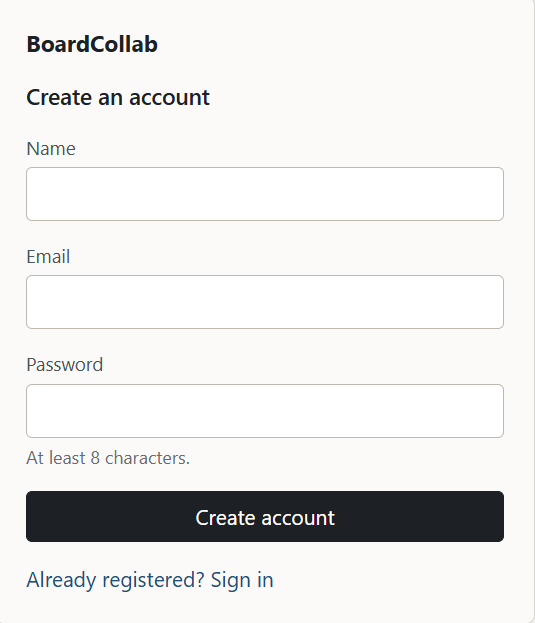 BoardCollab
Create an account
Name
Email
Password
At least 8 characters.
Create account
Already registered? Sign in